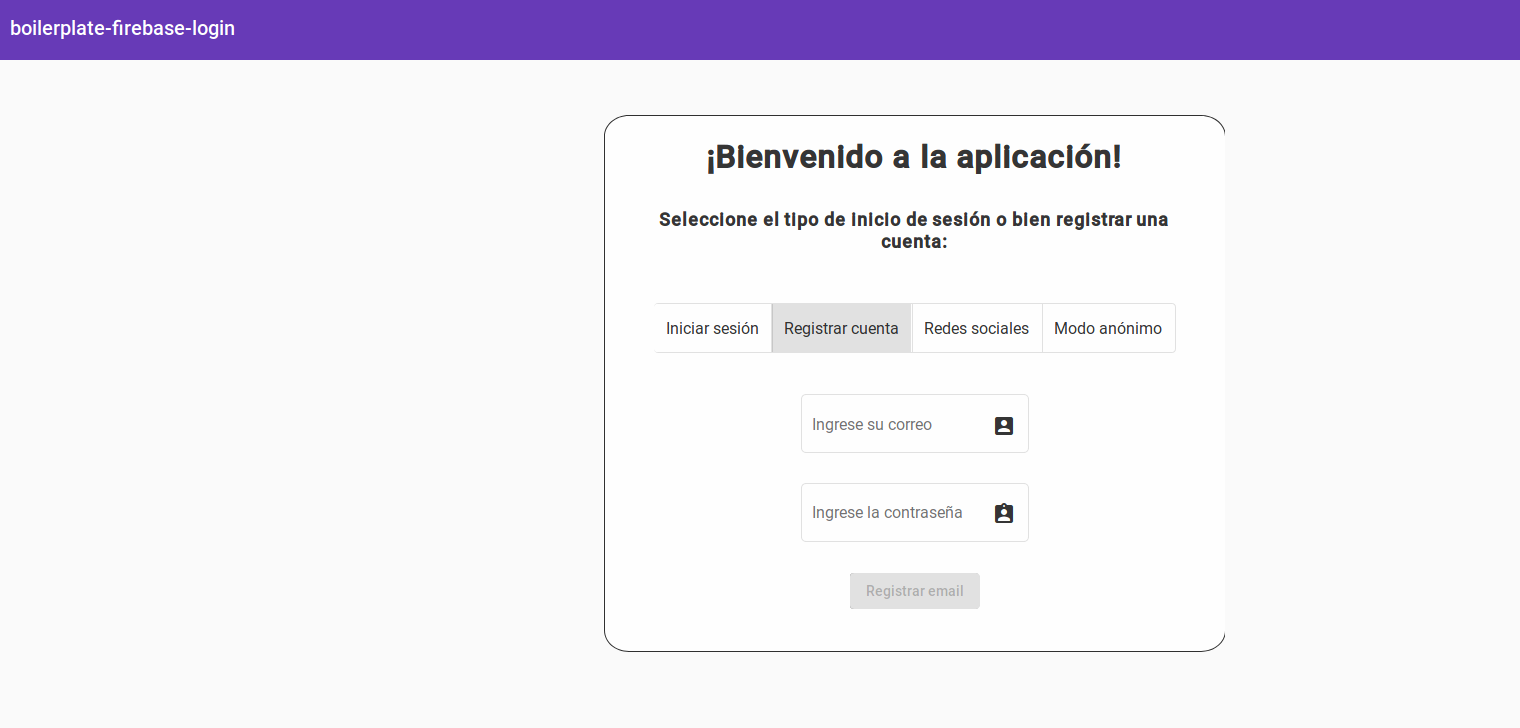 boilerplate-firebase-login
¡Bienvenido a la aplicación!
Seleccione el tipo de inicio de sesión o bien registrar una
cuenta:
Iniciar sesión Registrar cuenta Redes sociales Modo anónimo
Ingrese su correo
Ingrese la contraseña
Registrar email